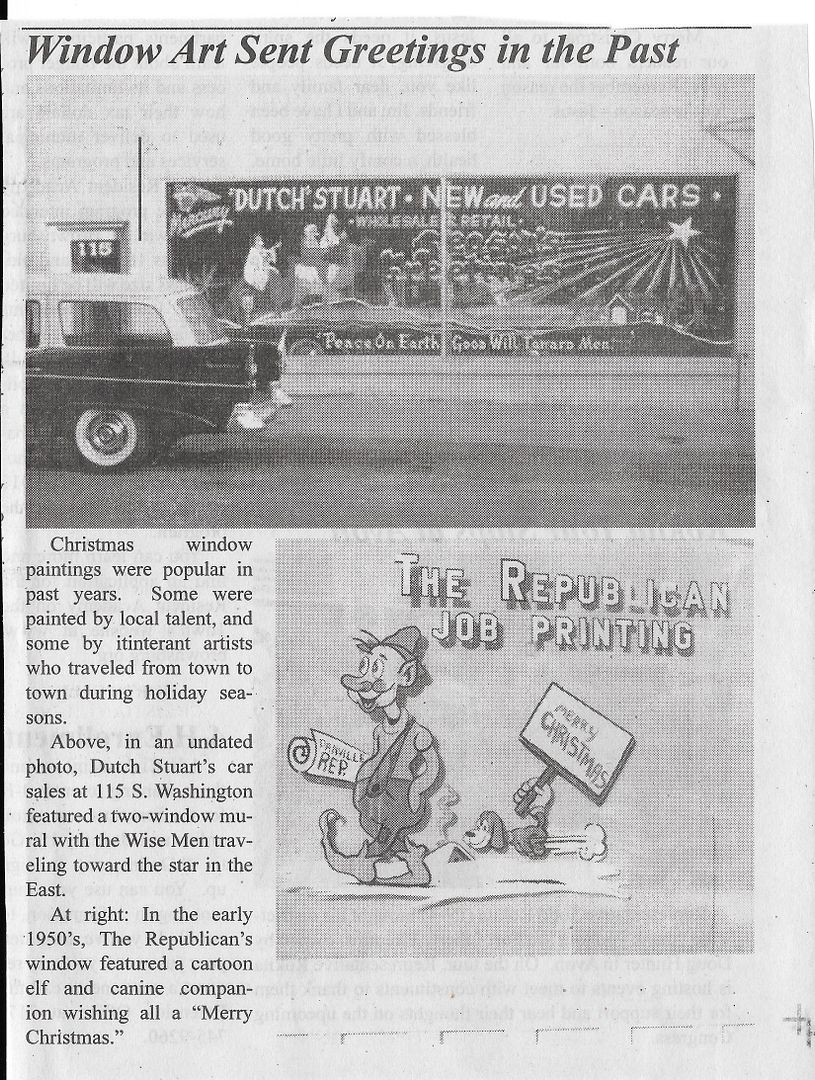 Window Art Sent Greetings in the Past
Mercury
"DUTCH" STUART · NEW and USED CARS ·
· WHOLESALE & RETAIL ·
Season's
Greetings
115
"Peace On Earth Good Will Toward Men"
Christmas window
paintings were popular in
past years. Some were
painted by local talent, and
some by itinterant artists
who traveled from town to
town during holiday sea-
sons.
Above, in an undated
photo, Dutch Stuart's car
sales at 115 S. Washington
featured a two-window mu-
ral with the Wise Men trav-
eling toward the star in the
East.
At right: In the early
1950's, The Republican's
window featured a cartoon
elf and canine compan-
ion wishing all a "Merry
Christmas."
THE REPUBLICAN
JOB PRINTING
DANVILLE
REP.
MERRY
CHRISTMAS